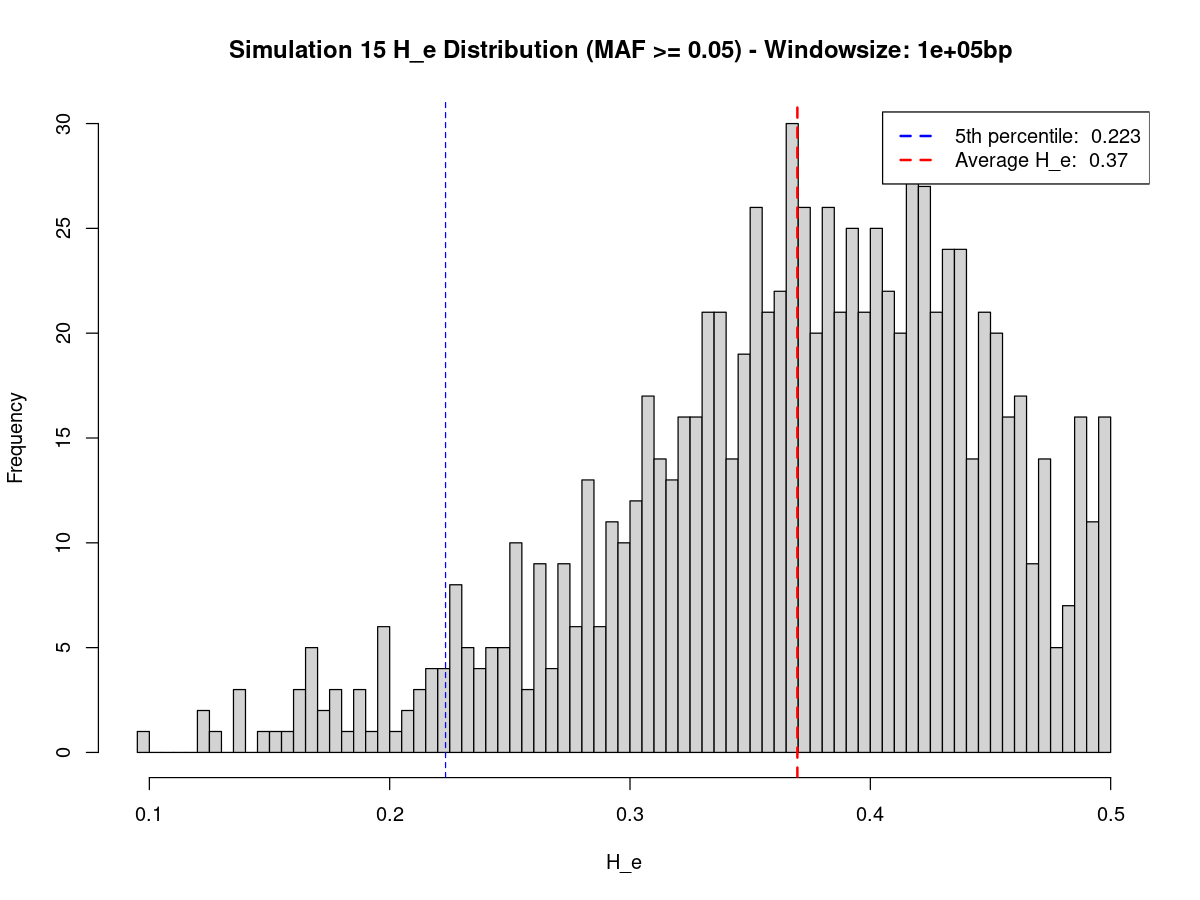 Simulation 15 H_e Distribution (MAF >= 0.05) - Windowsize: 1e+05bp
5th percentile: 0.223
Average H_e: 0.37
Frequency
30
25
20
15
10
5
0
0.1 0.2 0.3 0.4 0.5
H_e